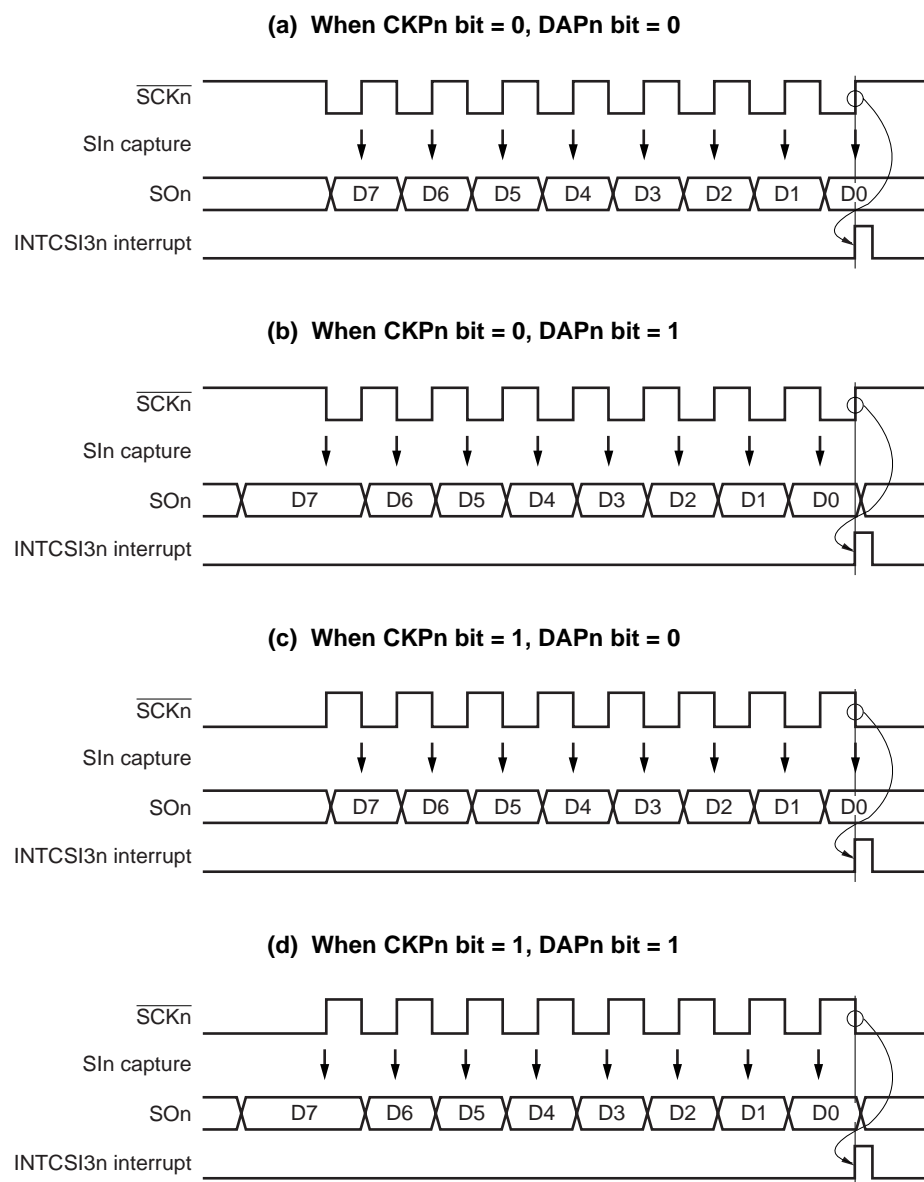 (a) When CKPn bit = 0, DAPn bit = 0
SCKn
SIn capture
SOn D7 D6 D5 D4 D3 D2 D1 D0
INTCSI3n interrupt
(b) When CKPn bit = 0, DAPn bit = 1
SCKn
SIn capture
SOn D7 D6 D5 D4 D3 D2 D1 D0
INTCSI3n interrupt
(c) When CKPn bit = 1, DAPn bit = 0
SCKn
SIn capture
SOn D7 D6 D5 D4 D3 D2 D1 D0
INTCSI3n interrupt
(d) When CKPn bit = 1, DAPn bit = 1
SCKn
SIn capture
SOn D7 D6 D5 D4 D3 D2 D1 D0
INTCSI3n interrupt